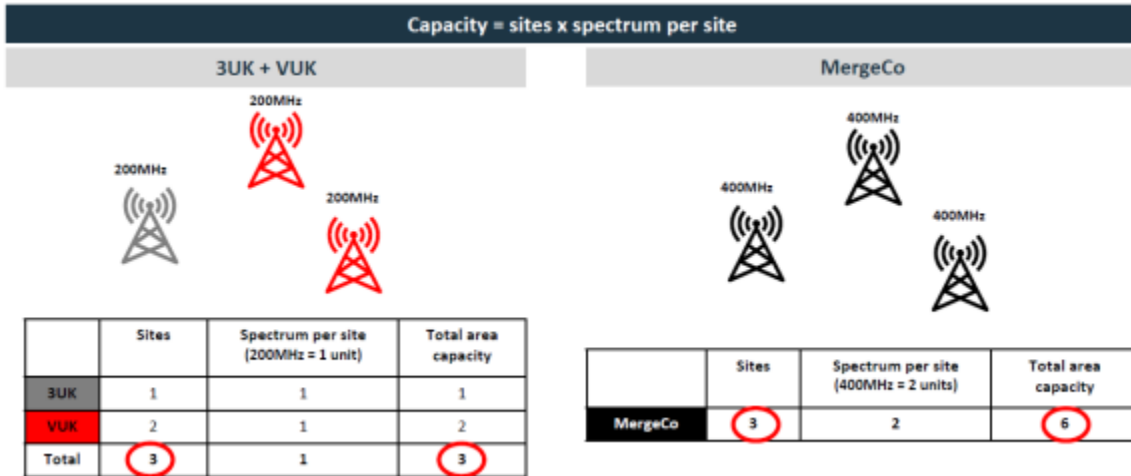 Capacity = sites x spectrum per site
3UK + VUK
200MHz
200MHz
200MHz
Sites Spectrum per site Total area
(200MHz = 1 unit) capacity
3UK 1 1 1
VUK 2 1 2
Total 3 1 3
MergeCo
400MHz
400MHz
400MHz
Sites Spectrum per site Total area
(400MHz = 2 units) capacity
MergeCo 3 2 6